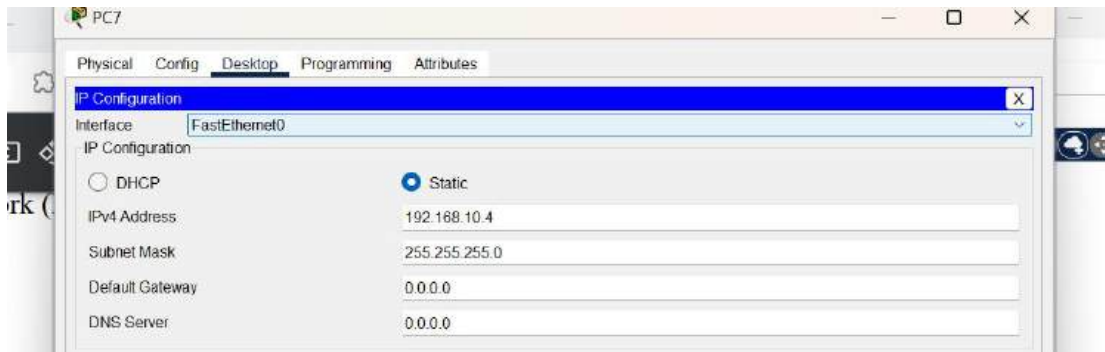 PC7
Physical Config Desktop Programming Attributes
IP Configuration X
Interface FastEthernet0
IP Configuration
DHCP Static
IPv4 Address 192.168.10.4
Subnet Mask 255.255.255.0
Default Gateway 0.0.0.0
DNS Server 0.0.0.0